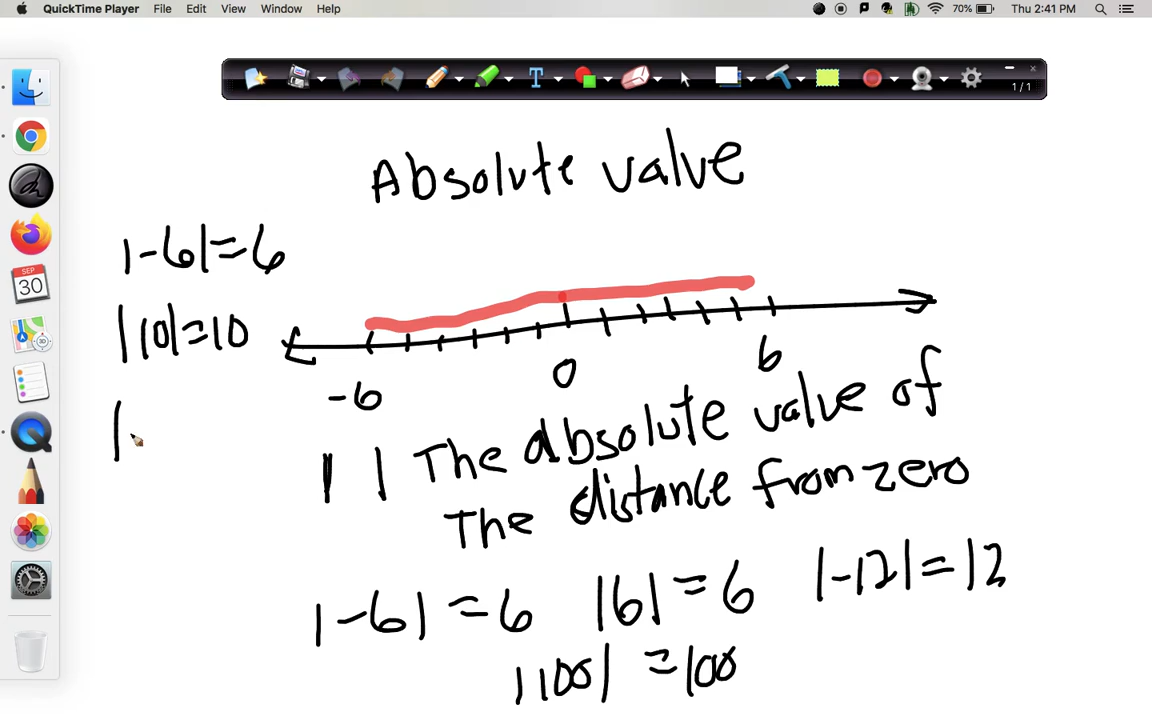 QuickTime Player File Edit View Window Help 70% Thu 2:41 PM
T 1/1
Absolute value
|-6|=6
|10|=10
|
-6 0 6
| | The absolute value of
The distance from zero
|-6| = 6 |6| = 6 |-12| = 12
|100| = 100
SEP
30